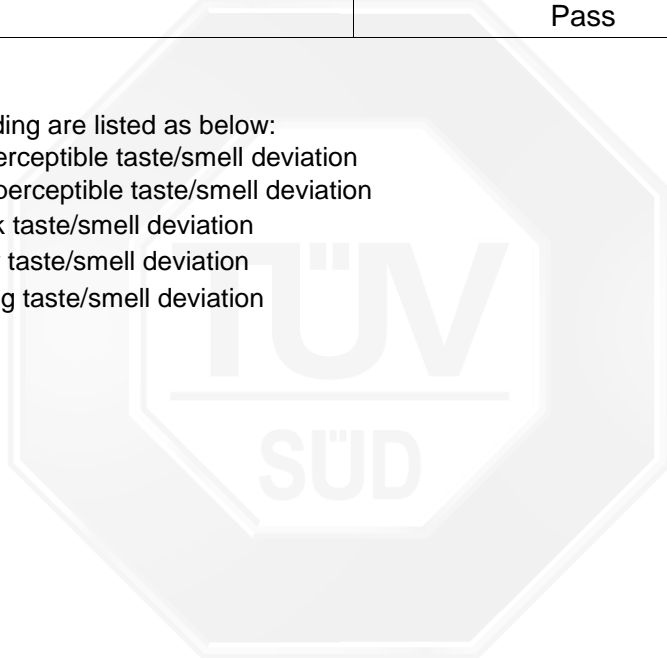 Pass
ding are listed as below:
erceptible taste/smell deviation
perceptible taste/smell deviation
k taste/smell deviation
taste/smell deviation
g taste/smell deviation
TÜV
SÜD